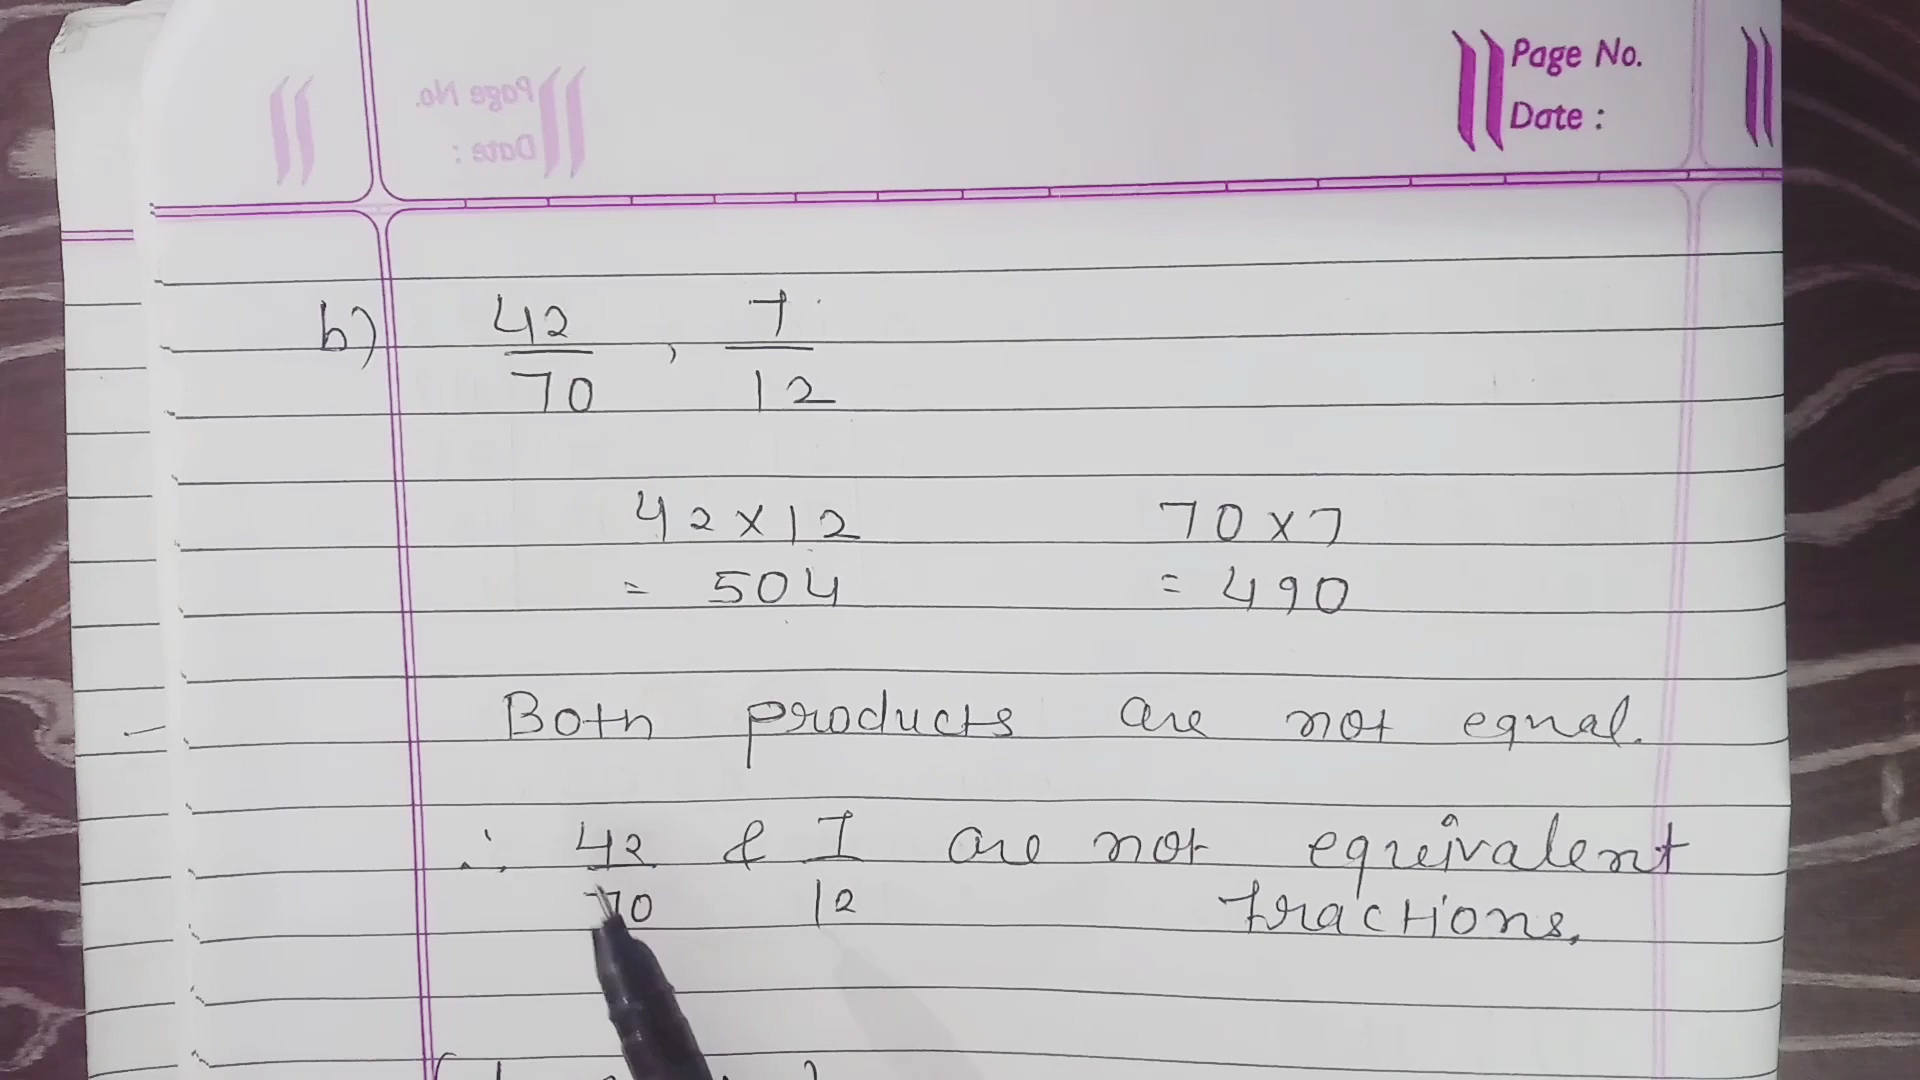 Page No.
Date :
b) 42/70 , 7/12
42 x 12 70 x 7
= 504 = 490
Both products are not equal.
∴ 42/70 & 7/12 are not equivalent
fractions.